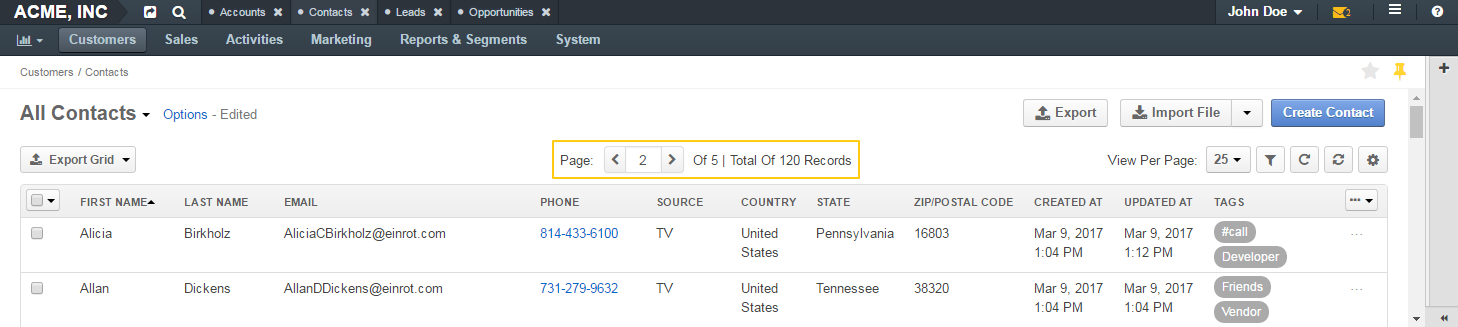 ACME, INC Accounts Contacts Leads Opportunities John Doe 2
Customers Sales Activities Marketing Reports & Segments System
Customers / Contacts
All Contacts Options - Edited Export Import File Create Contact
Export Grid Page: 2 Of 5 | Total Of 120 Records View Per Page: 25
FIRST NAME LAST NAME EMAIL PHONE SOURCE COUNTRY STATE ZIP/POSTAL CODE CREATED AT UPDATED AT TAGS
Alicia Birkholz AliciaCBirkholz@einrot.com 814-433-6100 TV United Pennsylvania 16803 Mar 9, 2017 Mar 9, 2017 #call
States 1:04 PM 1:12 PM Developer
Allan Dickens AllanDDickens@einrot.com 731-279-9632 TV United Tennessee 38320 Mar 9, 2017 Mar 9, 2017 Friends
States 1:04 PM 1:04 PM Vendor